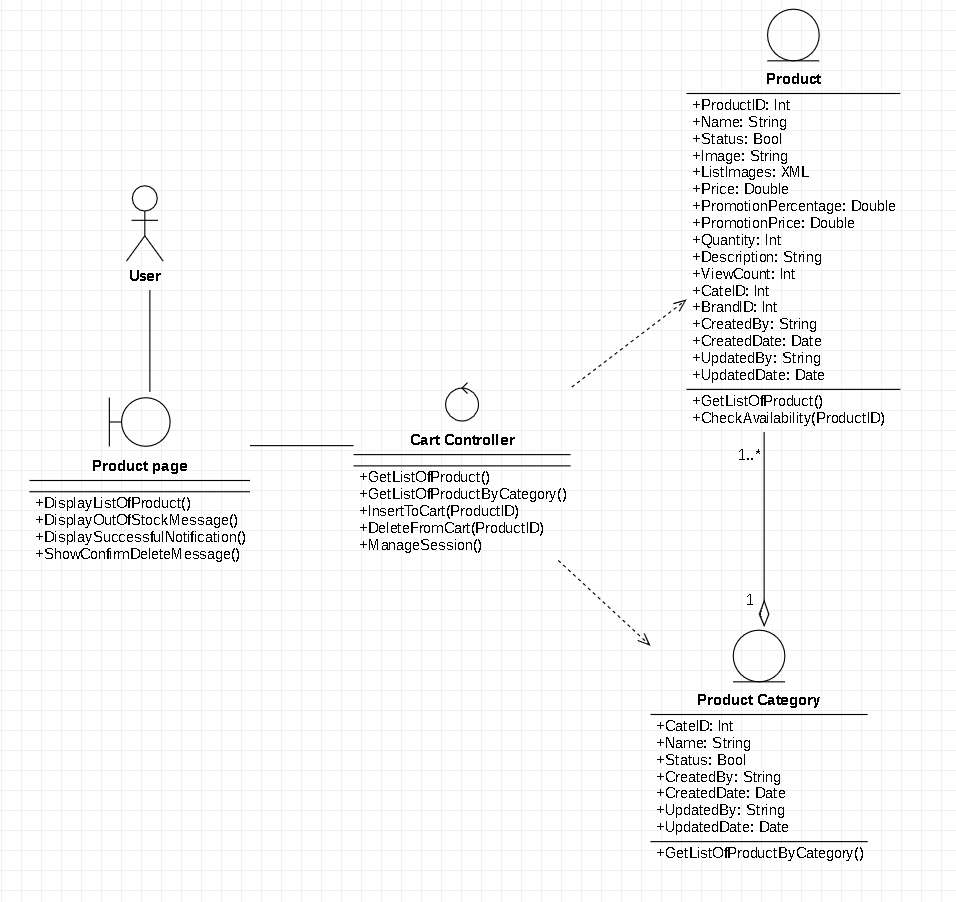 Product
+ProductID: Int
+Name: String
+Status: Bool
+Image: String
+ListImages: XML
+Price: Double
+PromotionPercentage: Double
+PromotionPrice: Double
+Quantity: Int
+Description: String
+ViewCount: Int
+CateID: Int
+BrandID: Int
+CreatedBy: String
+CreatedDate: Date
+UpdatedBy: String
+UpdatedDate: Date
+GetListOfProduct()
+CheckAvailability(ProductID)
User
Product page
+DisplayListOfProduct()
+DisplayOutOfStockMessage()
+DisplaySuccessfulNotification()
+ShowConfirmDeleteMessage()
Cart Controller
+GetListOfProduct()
+GetListOfProductByCategory()
+InsertToCart(ProductID)
+DeleteFromCart(ProductID)
+ManageSession()
1..*
1
Product Category
+CateID: Int
+Name: String
+Status: Bool
+CreatedBy: String
+CreatedDate: Date
+UpdatedBy: String
+UpdatedDate: Date
+GetListOfProductByCategory()